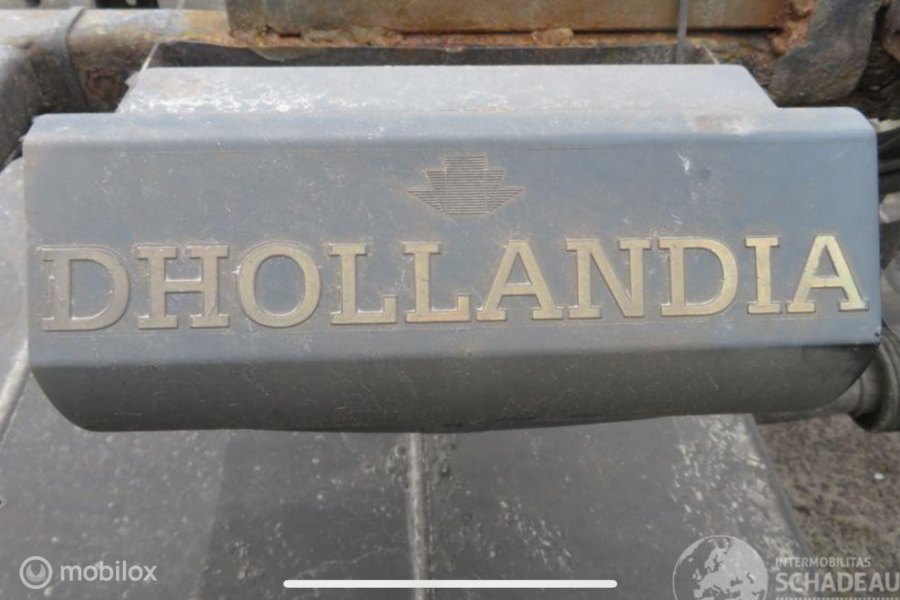 DHOLLANDIA
mobilox
INTERMOBILITAS
SCHADEAU